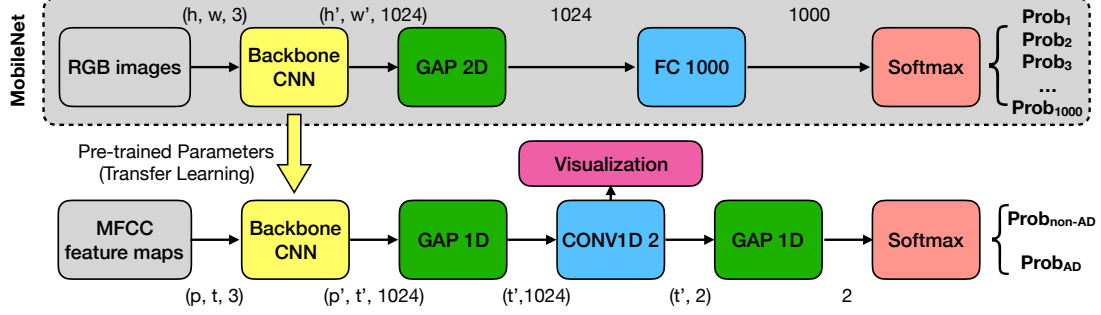 MobileNet
(h, w, 3)
(h', w', 1024)
1024
1000
RGB images
Backbone
CNN
GAP 2D
FC 1000
Softmax
Prob1
Prob2
Prob3
...
Prob1000
Pre-trained Parameters
(Transfer Learning)
Visualization
MFCC
feature maps
Backbone
CNN
GAP 1D
CONV1D 2
GAP 1D
Softmax
Probnon-AD
ProbAD
(p, t, 3)
(p', t', 1024)
(t',1024)
(t', 2)
2